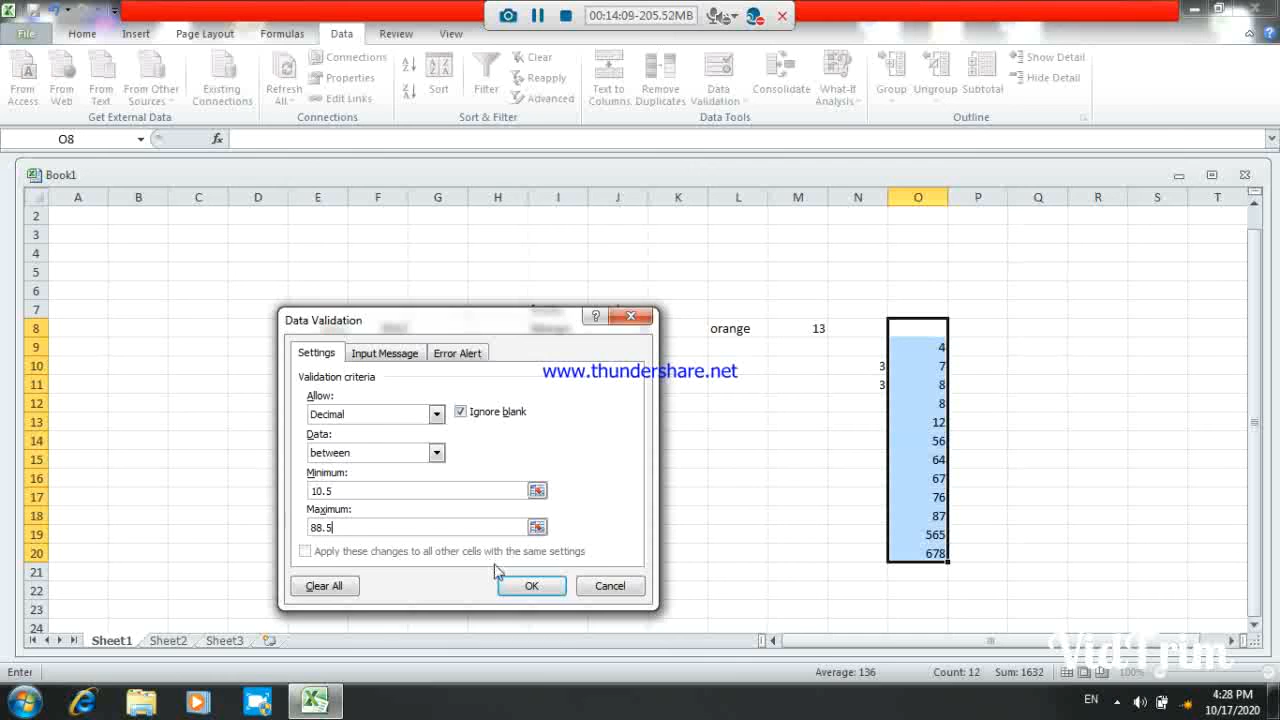 00:14:09-205.52MB
File Home Insert Page Layout Formulas Data Review View
From Access
From Web
From Text
From Other Sources
Existing Connections
Refresh All
Connections
Properties
Edit Links
Sort
Filter
Clear
Reapply
Advanced
Text to Columns
Remove Duplicates
Data Validation
Consolidate
What-If Analysis
Group
Ungroup
Subtotal
Show Detail
Hide Detail
Get External Data Connections Sort & Filter Data Tools Outline
O8 fx
Book1
A B C D E F G H I J K L M N O P Q R S T
2
3
4
5
6
7
8 orange 13
9 4
10 3 7
11 3 8
12 8
13 12
14 56
15 64
16 67
17 76
18 87
19 565
20 678
21
22
23
24
Data Validation
Settings Input Message Error Alert
www.thundershare.net
Validation criteria
Allow:
Decimal Ignore blank
Data:
between
Minimum:
10.5
Maximum:
88.5
Apply these changes to all other cells with the same settings
Clear All OK Cancel
Sheet1 Sheet2 Sheet3
VidTrim
Enter Average: 136 Count: 12 Sum: 1632 100%
EN 4:28 PM
10/17/2020